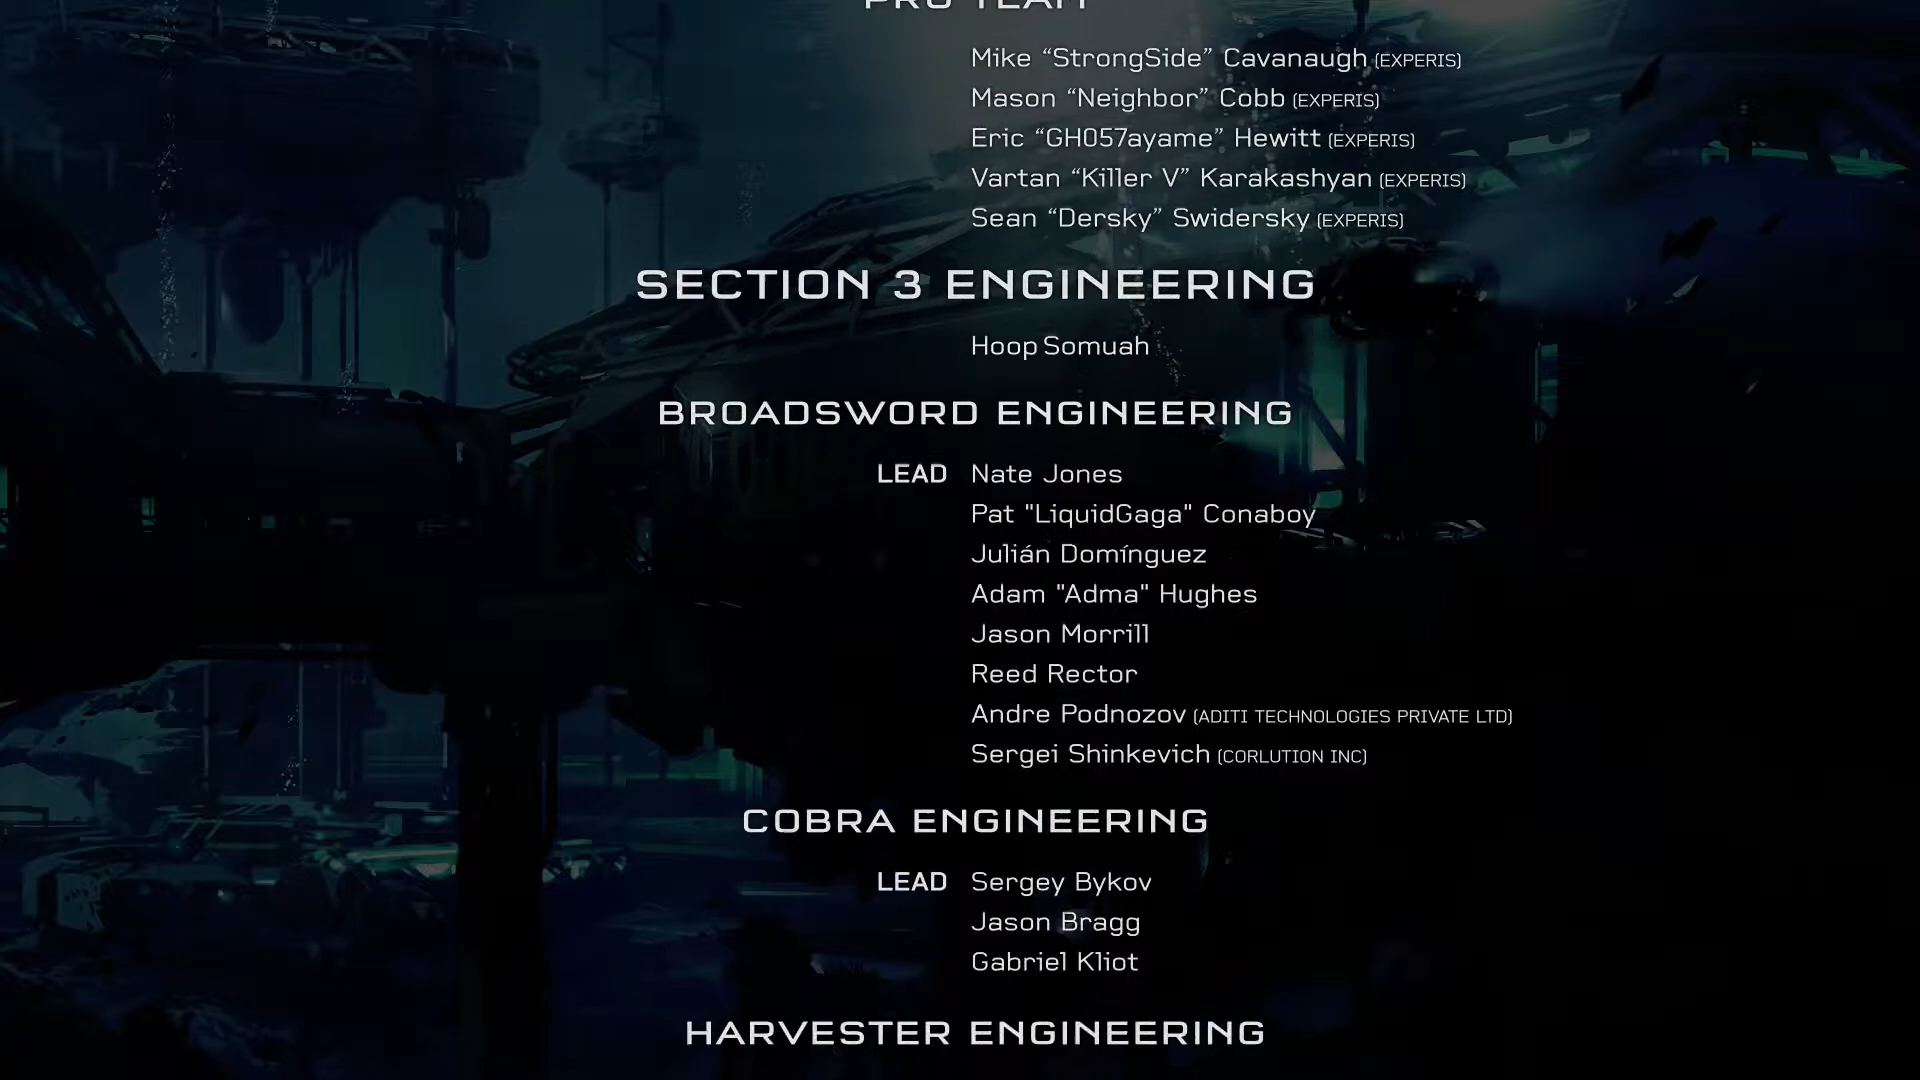 PRO TEAM
Mike “StrongSide” Cavanaugh (EXPERIS)
Mason “Neighbor” Cobb (EXPERIS)
Eric “GH057ayame” Hewitt (EXPERIS)
Vartan “Killer V” Karakashyan (EXPERIS)
Sean “Dersky” Swidersky (EXPERIS)
SECTION 3 ENGINEERING
Hoop Somuah
BROADSWORD ENGINEERING
LEAD Nate Jones
Pat "LiquidGaga" Conaboy
Julián Domínguez
Adam "Adma" Hughes
Jason Morrill
Reed Rector
Andre Podnozov (ADITI TECHNOLOGIES PRIVATE LTD)
Sergei Shinkevich (CORLUTION INC)
COBRA ENGINEERING
LEAD Sergey Bykov
Jason Bragg
Gabriel Kliot
HARVESTER ENGINEERING